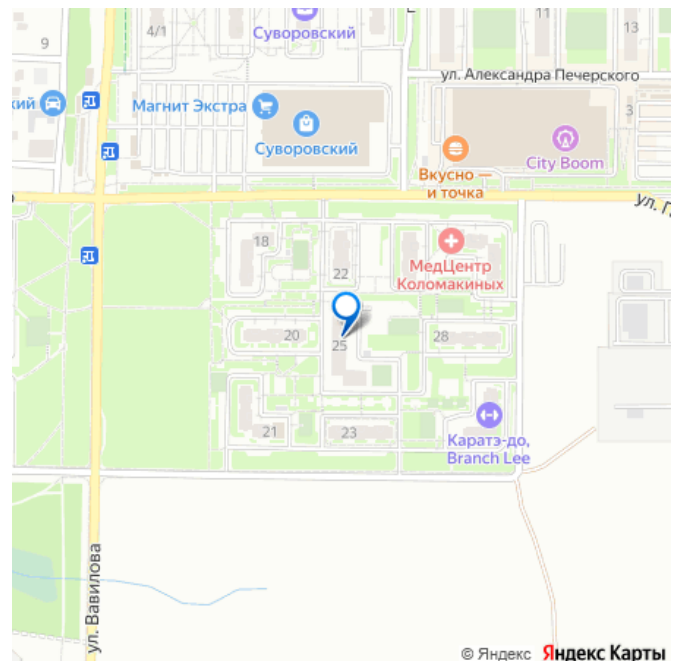 4/1
Суворовский
11
13
9
ул. Александра Печерского
кий
Магнит Экстра
3
Суворовский
City Boom
Вкусно —
и точка
ул. Г
18
22
МедЦентр
Коломакиных
20
25
28
21
23
Каратэ-до,
Branch Lee
ул. Вавилова
© Яндекс Яндекс Карты